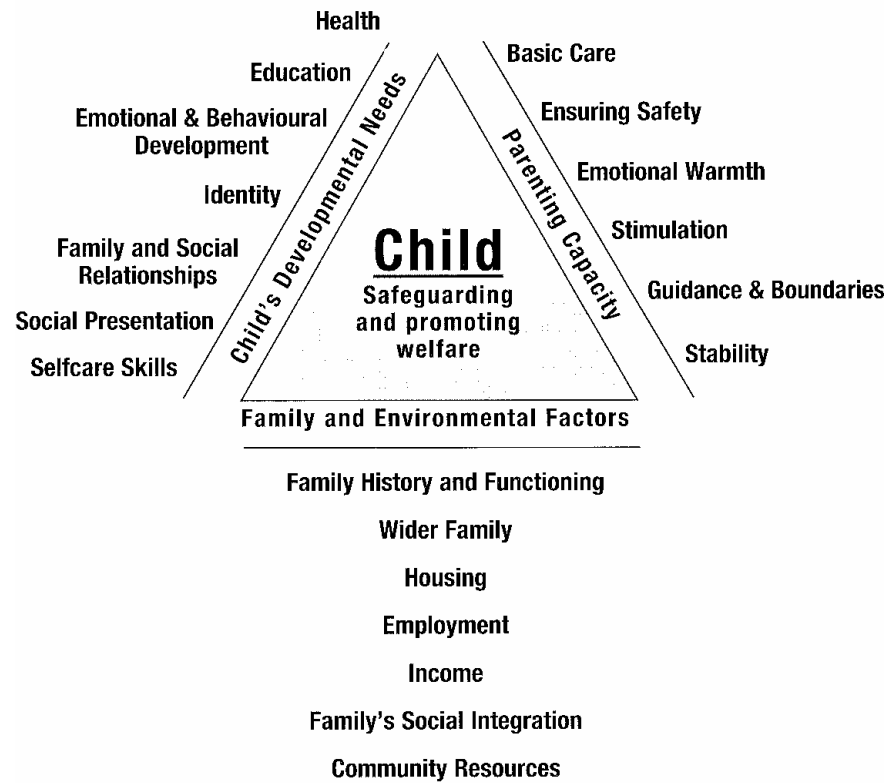 Health
Education
Emotional & Behavioural
Development
Identity
Family and Social
Relationships
Social Presentation
Selfcare Skills
Child's Developmental Needs
Basic Care
Ensuring Safety
Emotional Warmth
Stimulation
Guidance & Boundaries
Stability
Parenting Capacity
Child
Safeguarding
and promoting
welfare
Family and Environmental Factors
Family History and Functioning
Wider Family
Housing
Employment
Income
Family's Social Integration
Community Resources